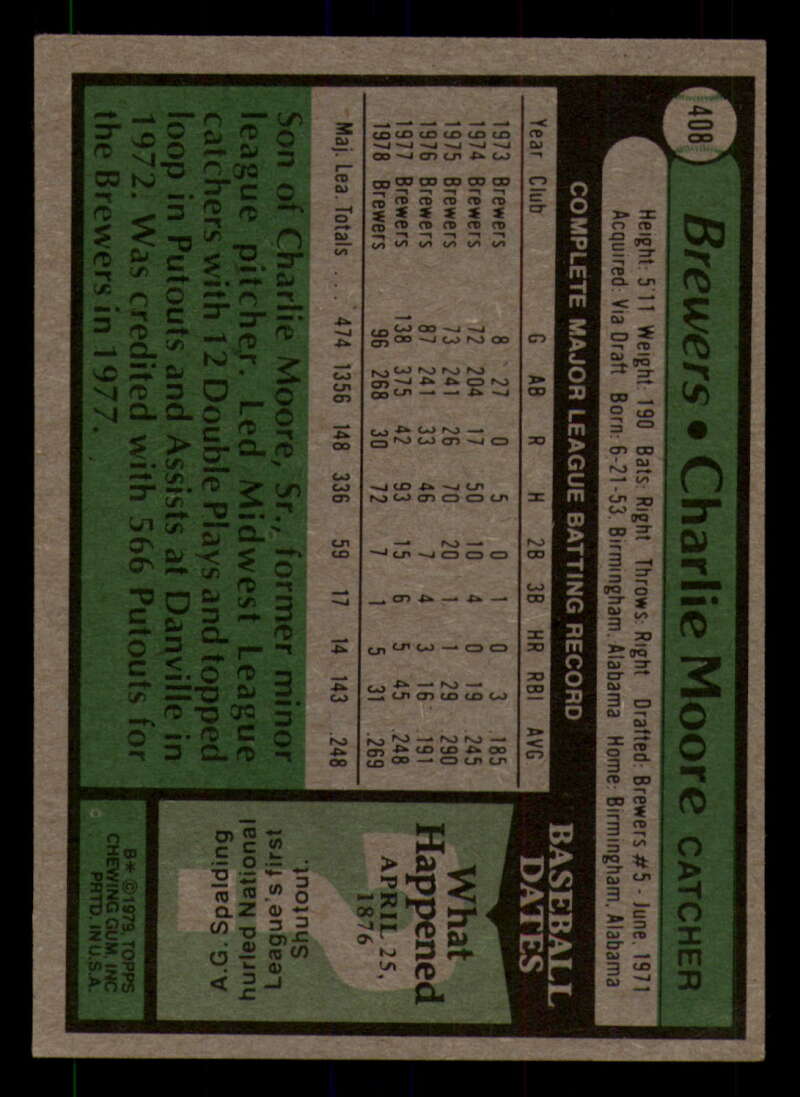 408
Brewers • Charlie Moore CATCHER
Height: 5'11 Weight: 190 Bats: Right Throws: Right Drafted: Brewers #5 - June, 1971
Acquired: Via Draft Born: 6-21-53, Birmingham, Alabama Home: Birmingham, Alabama
COMPLETE MAJOR LEAGUE BATTING RECORD
Year Club G AB R H 2B 3B HR RBI AVG
1973 Brewers 8 27 0 5 0 1 0 3 .185
1974 Brewers 72 204 17 50 10 4 0 19 .245
1975 Brewers 73 241 26 70 20 1 1 29 .290
1976 Brewers 87 241 33 46 7 4 3 16 .191
1977 Brewers 138 375 42 93 15 6 5 45 .248
1978 Brewers 96 268 30 72 7 1 5 31 .269
Maj. Lea. Totals . . . 474 1356 148 336 59 17 14 143 .248
Son of Charlie Moore, Sr., former minor
league pitcher. Led Midwest League
catchers with 12 Double Plays and topped
loop in Putouts and Assists at Danville in
1972. Was credited with 566 Putouts for
the Brewers in 1977.
BASEBALL
DATES
What
Happened
APRIL 25,
1876
A.G. Spalding
hurled National
League's first
Shutout.
B* ©1979, TOPPS
CHEWING GUM, INC
PRTD. IN U.S.A.